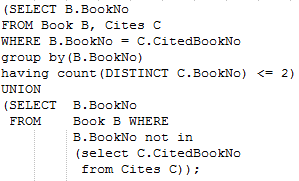 (SELECT B.BookNo
FROM Book B, Cites C
WHERE B.BookNo = C.CitedBookNo
group by(B.BookNo)
having count(DISTINCT C.BookNo) <= 2)
UNION
(SELECT B.BookNo
FROM Book B WHERE
B.BookNo not in
(select C.CitedBookNo
from Cites C));